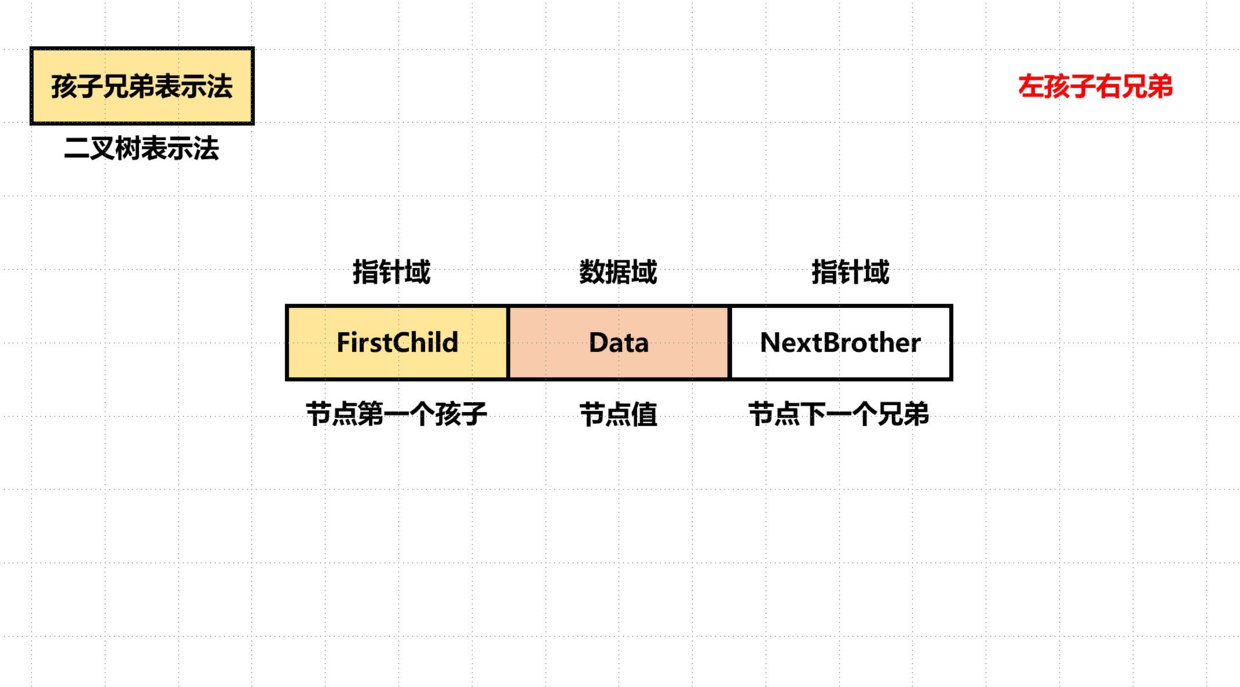 孩子兄弟表示法
左孩子右兄弟
二叉树表示法
指针域
数据域
指针域
FirstChild
Data
NextBrother
节点第一个孩子
节点值
节点下一个兄弟